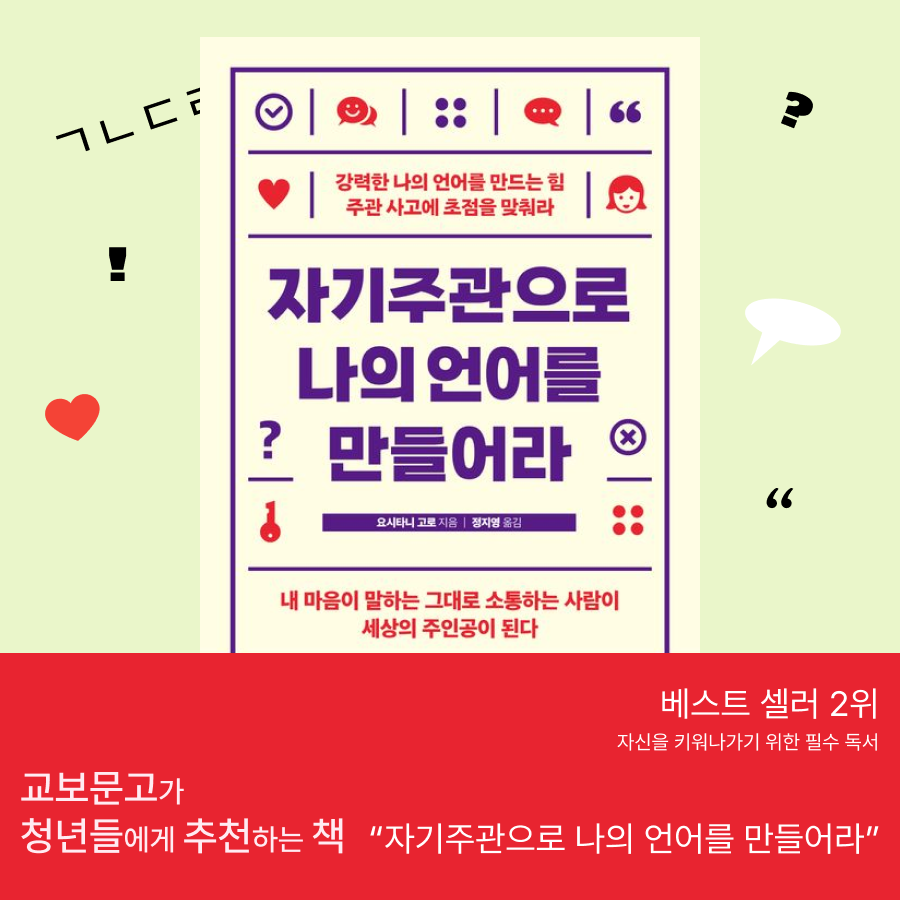 ㄱㄴㄷㄹ
강력한 나의 언어를 만드는 힘
주관 사고에 초점을 맞춰라
자기주관으로
나의 언어를
만들어라
요시타니 고로 지음 | 정지영 옮김
내 마음이 말하는 그대로 소통하는 사람이
세상의 주인공이 된다
베스트 셀러 2위
자신을 키워나가기 위한 필수 독서
교보문고가
청년들에게 추천하는 책 “자기주관으로 나의 언어를 만들어라”